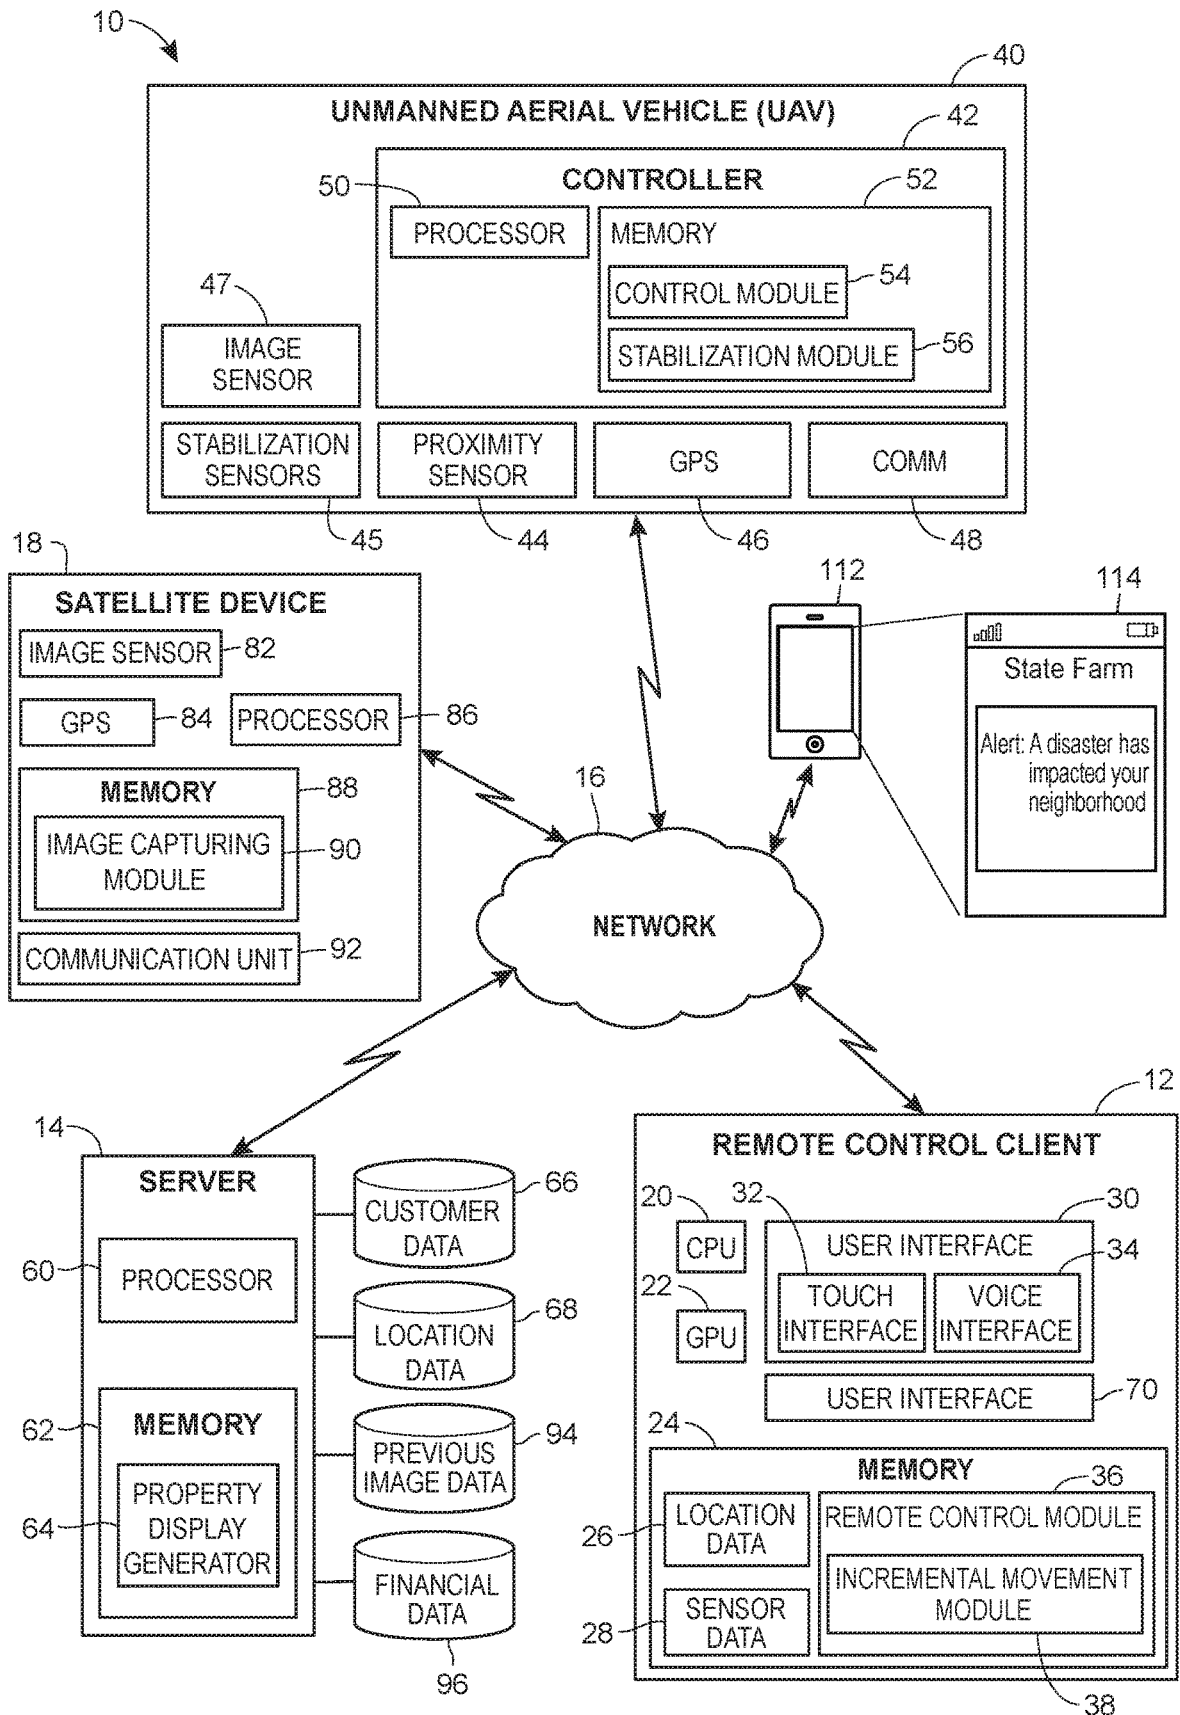 10
40
UNMANNED AERIAL VEHICLE (UAV)
42
CONTROLLER
50
52
PROCESSOR
MEMORY
54
CONTROL MODULE
56
STABILIZATION MODULE
47
IMAGE
SENSOR
STABILIZATION
SENSORS
PROXIMITY
SENSOR
GPS
COMM
45
44
46
48
18
SATELLITE DEVICE
IMAGE SENSOR
82
GPS
84
PROCESSOR
86
MEMORY
88
IMAGE CAPTURING
MODULE
90
COMMUNICATION UNIT
92
112
114
State Farm
Alert: A disaster has
impacted your
neighborhood
16
NETWORK
14
SERVER
60
PROCESSOR
62
MEMORY
64
PROPERTY
DISPLAY
GENERATOR
CUSTOMER
DATA
66
LOCATION
DATA
68
PREVIOUS
IMAGE DATA
94
FINANCIAL
DATA
96
12
REMOTE CONTROL CLIENT
20
CPU
22
GPU
32
30
USER INTERFACE
34
TOUCH
INTERFACE
VOICE
INTERFACE
USER INTERFACE
70
24
MEMORY
36
26
LOCATION
DATA
REMOTE CONTROL MODULE
INCREMENTAL MOVEMENT
MODULE
28
SENSOR
DATA
38